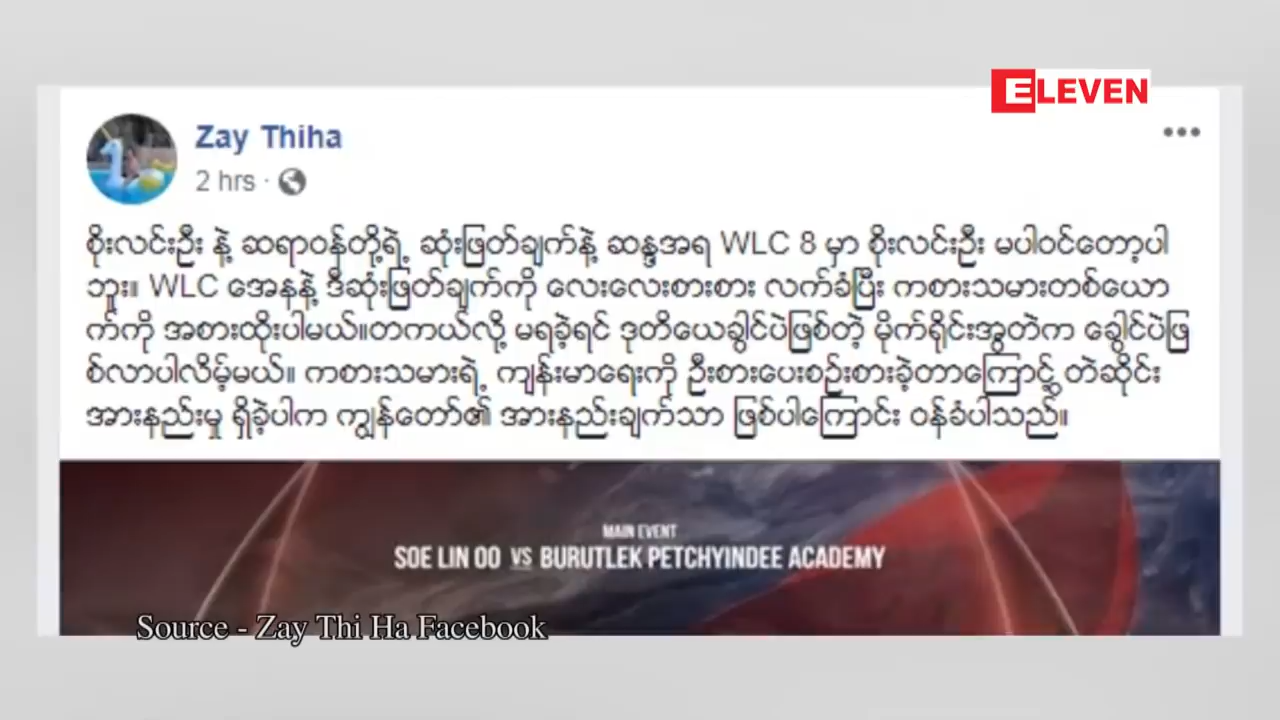 ELEVEN
Zay Thiha
2 hrs ·
စိုးလင်းဦး နဲ့ ဆရာဝန်တို့ရဲ့ ဆုံးဖြတ်ချက်နဲ့ ဆန္ဒအရ WLC 8 မှာ စိုးလင်းဦး မပါဝင်တော့ပါ
ဘူး။ WLC အေနနဲ့ ဒီဆုံးဖြတ်ချက်ကို လေးလေးစားစား လက်ခံပြီး ကစားသမားတစ်ယော
က်ကို အစားထိုးပါမယ်။တကယ်လို့ မရခဲ့ရင် ဒုတိယေခွါင်ပဲဖြစ်တဲ့ မိုက်ရိုင်းအွတဲက ခေွါင်ပဲဖြ
စ်လာပါလိမ့်မယ်။ ကစားသမားရဲ့ ကျန်းမာရေးကို ဦးစားပေးစဉ်းစားခဲ့တာကြောင့် တဲဆိုင်း
အားနည်းမှု ရှိခဲ့ပါက ကျွန်တော်၏ အားနည်းချက်သာ ဖြစ်ပါကြောင်း ဝန်ခံပါသည်။
MAIN EVENT
SOE LIN OO VS BURUTLEK PETCHYINDEE ACADEMY
Source - Zay Thi Ha Facebook